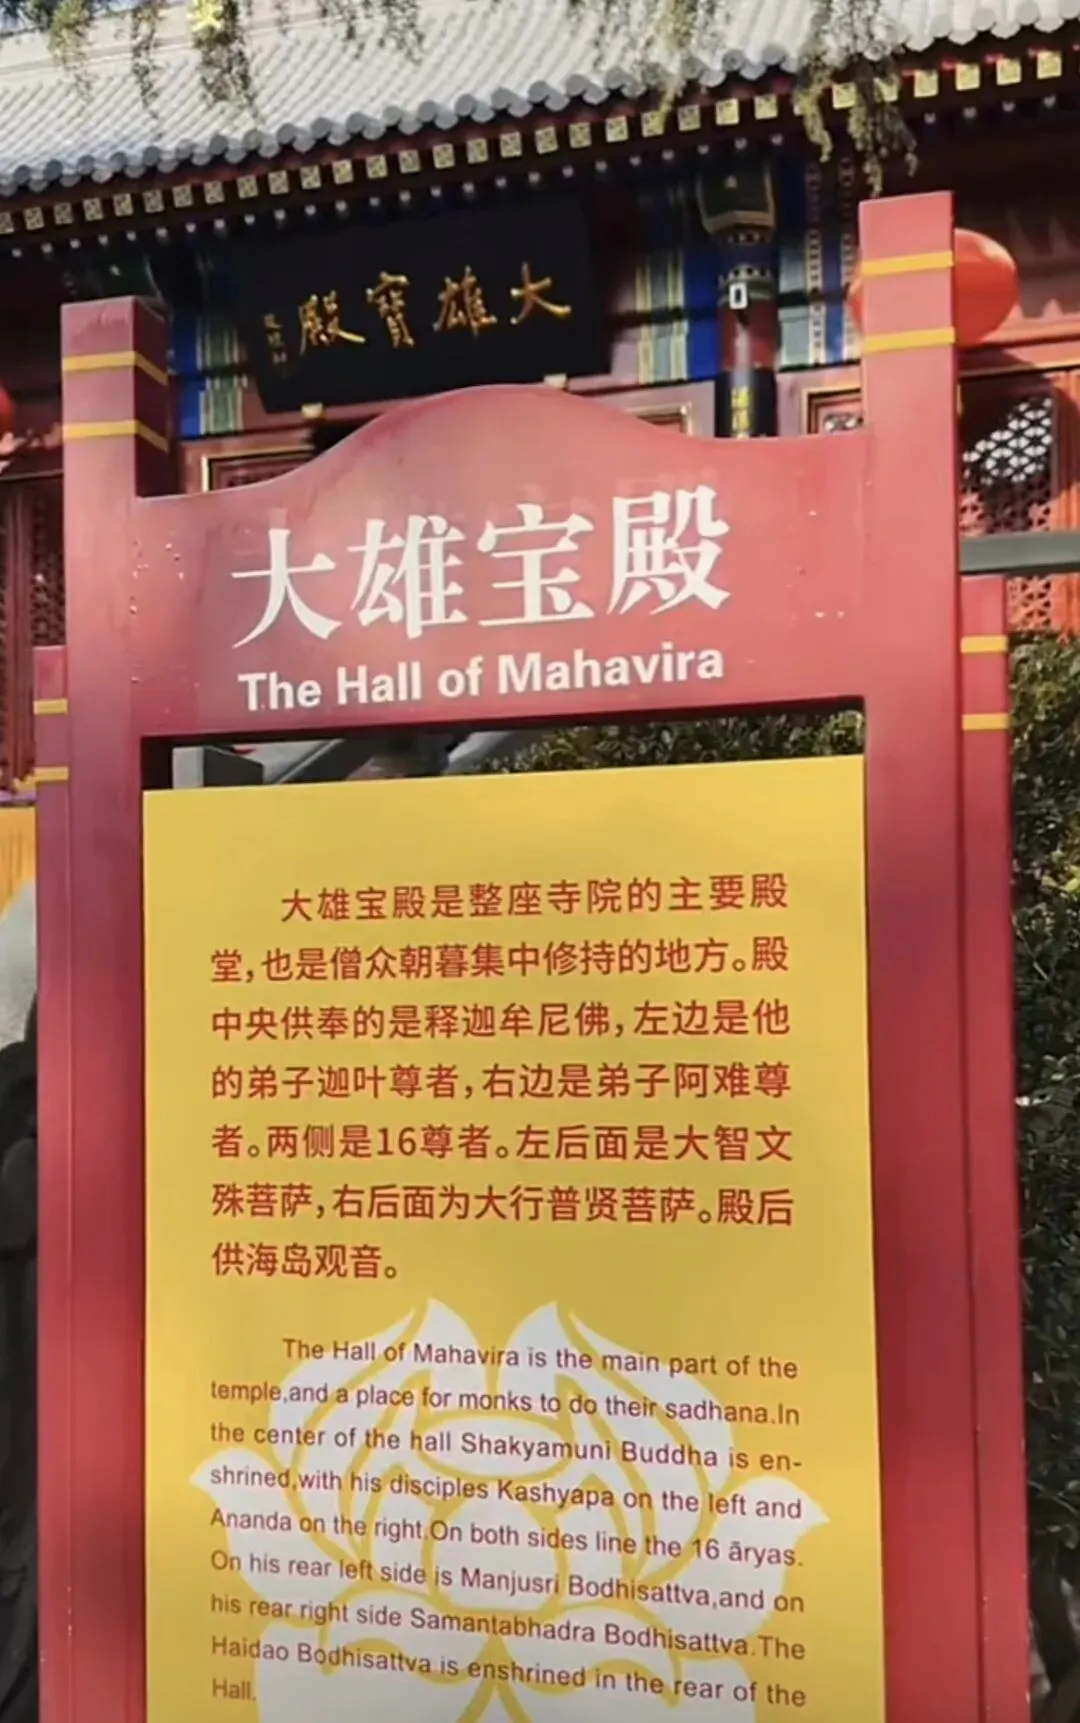 大雄寶殿
大雄宝殿
The Hall of Mahavira
大雄宝殿是整座寺院的主要殿
堂,也是僧众朝暮集中修持的地方。殿
中央供奉的是释迦牟尼佛,左边是他
的弟子迦叶尊者,右边是弟子阿难尊
者。两侧是16尊者。左后面是大智文
殊菩萨,右后面为大行普贤菩萨。殿后
供海岛观音。
The Hall of Mahavira is the main part of the
temple,and a place for monks to do their sadhana.In
the center of the hall Shakyamuni Buddha is en-
shrined,with his disciples Kashyapa on the left and
Ananda on the right.On both sides line the 16 āryas.
On his rear left side is Manjusri Bodhisattva,and on
his rear right side Samantabhadra Bodhisattva.The
Haidao Bodhisattva is enshrined in the rear of the
Hall.